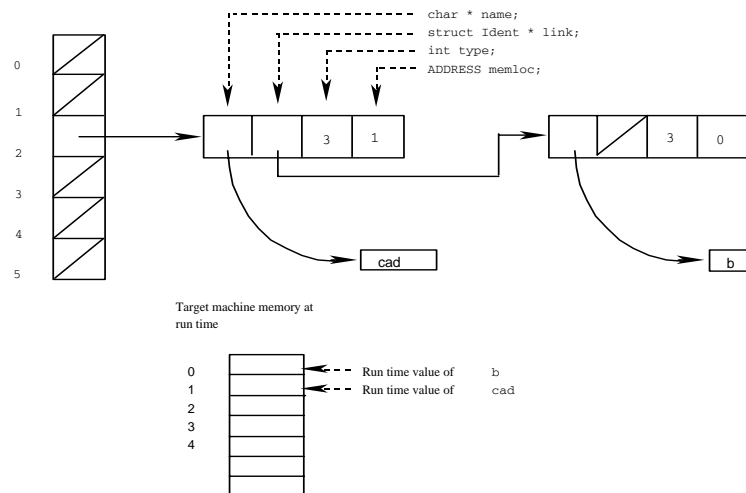 char * name;
struct Ident * link;
int type;
ADDRESS memloc;
0
1
2
3
4
5
3 1
3 0
cad
b
Target machine memory at
run time
0 Run time value of b
1 Run time value of cad
2
3
4